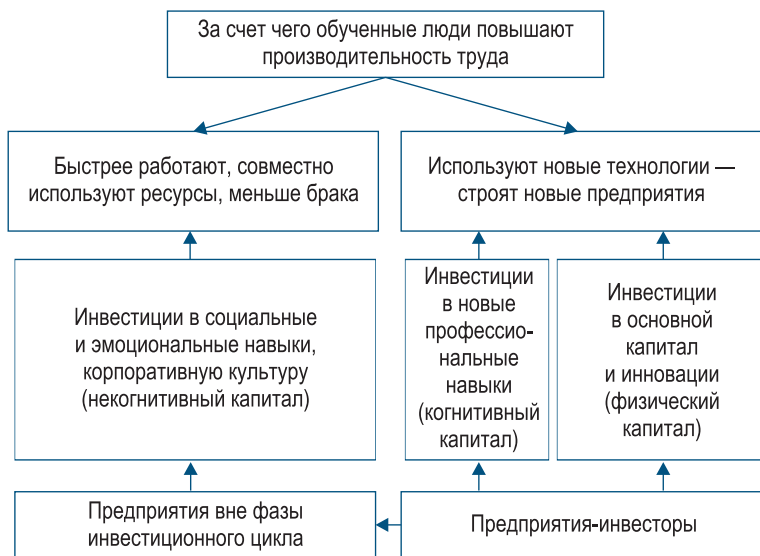 За счет чего обученные люди повышают
производительность труда
Быстрее работают, совместно
используют ресурсы, меньше брака
Используют новые технологии —
строят новые предприятия
Инвестиции в социальные
и эмоциональные навыки,
корпоративную культуру
(некогнитивный капитал)
Инвестиции
в новые
профессио-
нальные
навыки
(когнитивный
капитал)
Инвестиции
в основной
капитал
и инновации
(физический
капитал)
Предприятия вне фазы
инвестиционного цикла
Предприятия-инвесторы